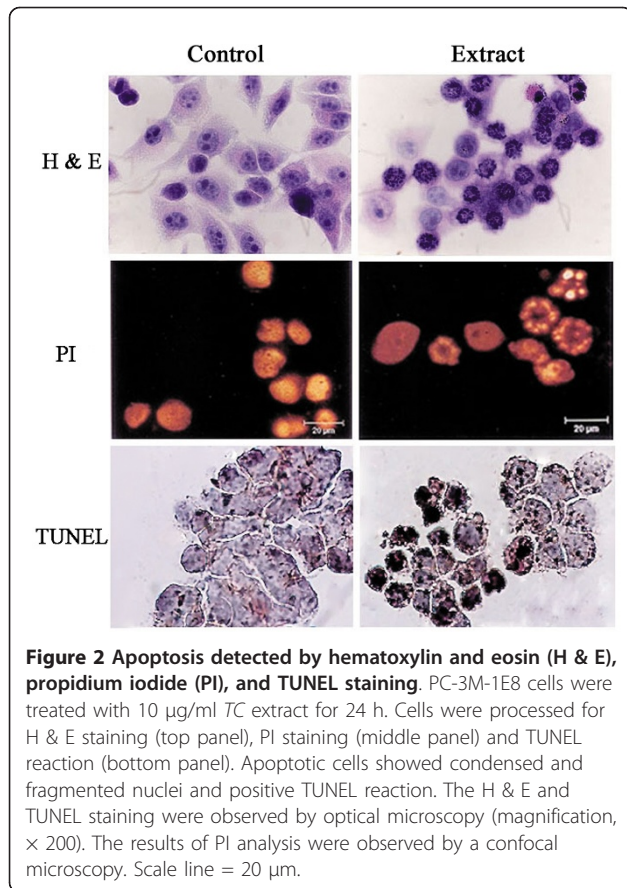 Control Extract
H & E
PI
20 µm 20 µm
TUNEL
Figure 2 Apoptosis detected by hematoxylin and eosin (H & E),
propidium iodide (PI), and TUNEL staining. PC-3M-1E8 cells were
treated with 10 μg/ml TC extract for 24 h. Cells were processed for
H & E staining (top panel), PI staining (middle panel) and TUNEL
reaction (bottom panel). Apoptotic cells showed condensed and
fragmented nuclei and positive TUNEL reaction. The H & E and
TUNEL staining were observed by optical microscopy (magnification,
× 200). The results of PI analysis were observed by a confocal
microscopy. Scale line = 20 μm.